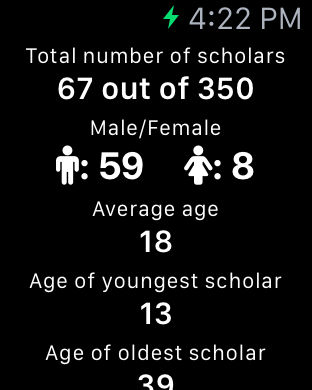 4:22 PM
Total number of scholars
67 out of 350
Male/Female
: 59 : 8
Average age
18
Age of youngest scholar
13
Age of oldest scholar
39